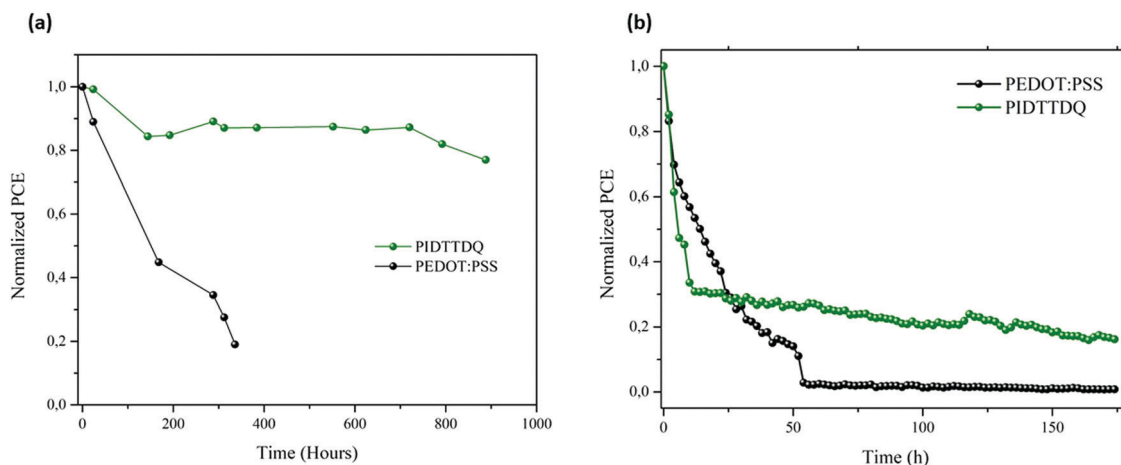 (a)
1,0
0,8
0,6
0,4
0,2
0,0
Normalized PCE
PIDTTDQ
PEDOT:PSS
0
200
400
600
800
1000
Time (Hours)
(b)
1,0
0,8
0,6
0,4
0,2
0,0
Normalized PCE
PEDOT:PSS
PIDTTDQ
0
50
100
150
Time (h)